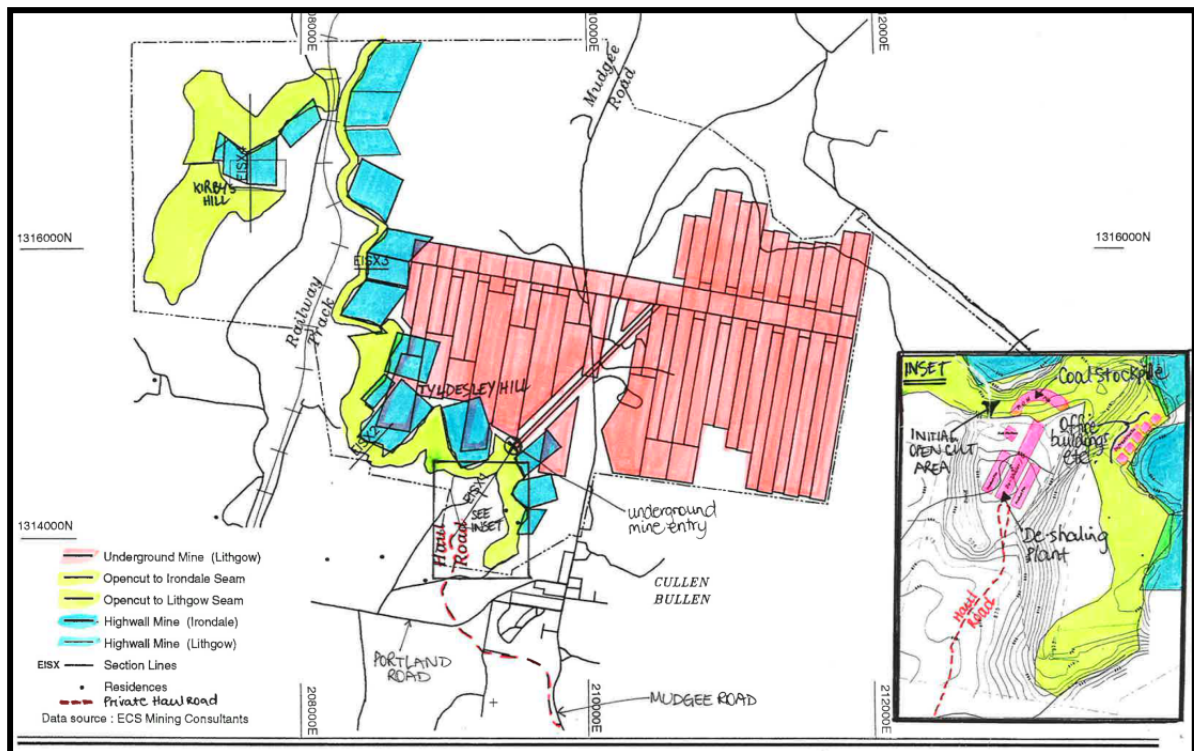 208000E
210000E
212000E
Mudgee
Road
EISX4
KIRBY'S
HILL
1316000N
1316000N
EISX3
Railway
Track
TYLDESLEY HILL
EISX2
EISX1
SEE
INSET
Haul
Road
underground
mine entry
1314000N
CULLEN
BULLEN
PORTLAND
ROAD
MUDGEE ROAD
208000E
210000E
212000E
Underground Mine (Lithgow)
Opencut to Irondale Seam
Opencut to Lithgow Seam
Highwall Mine (Irondale)
Highwall Mine (Lithgow)
EISX
Section Lines
Residences
Private Haul Road
Data source : ECS Mining Consultants
INSET
Coal Stockpile
Office
buildings
etc.
INITIAL
OPEN CUT
AREA
De-shaling
Plant
Haul
Road